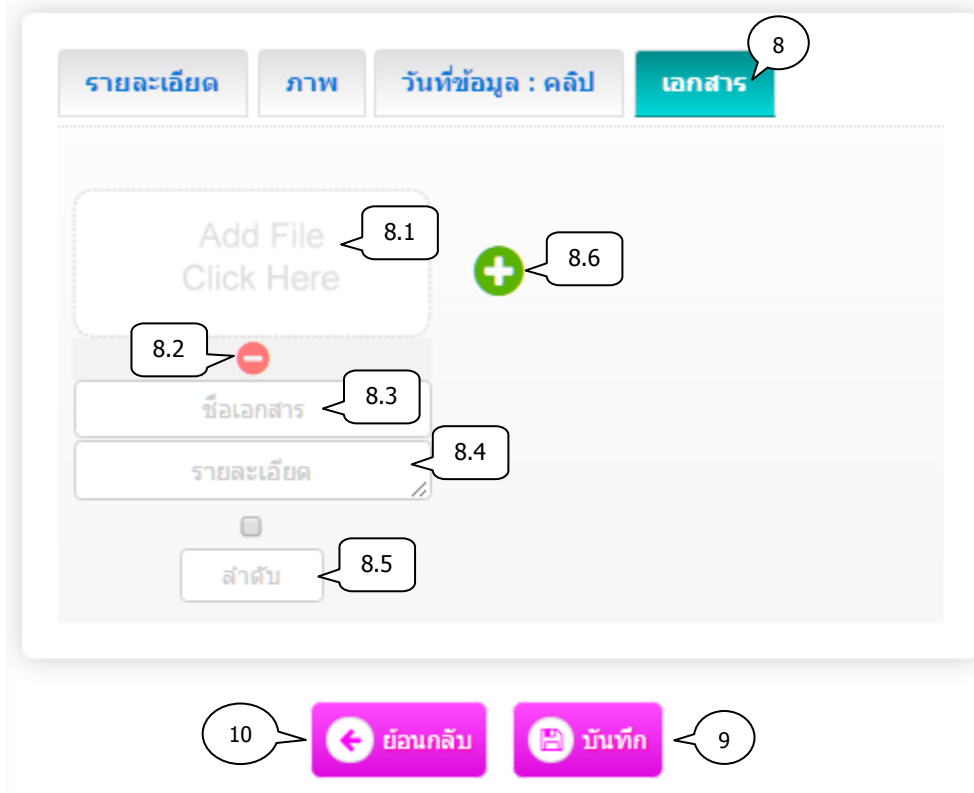 8
รายละเอียด ภาพ วันที่ข้อมูล : คลิป เอกสาร
Add File
Click Here
8.1
8.6
8.2
ชื่อเอกสาร
8.3
รายละเอียด
8.4
ลำดับ
8.5
10
ย้อนกลับ บันทึก
9